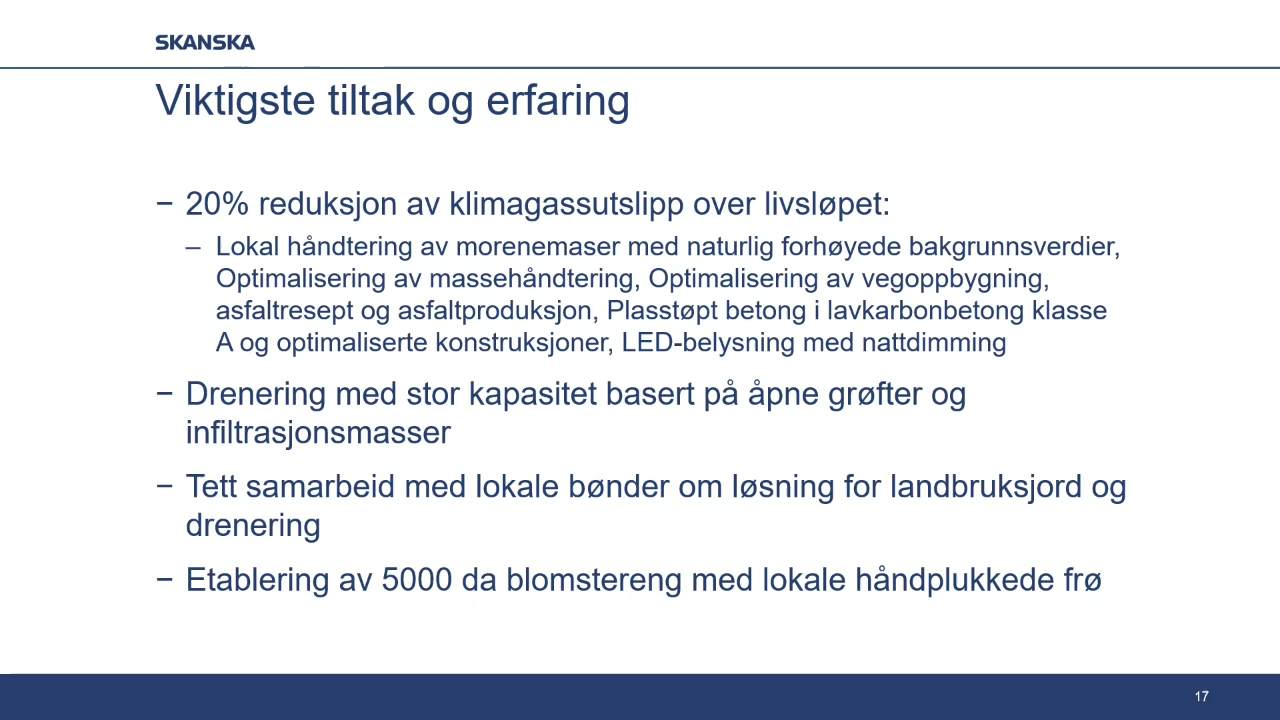 SKANSKA
Viktigste tiltak og erfaring
− 20% reduksjon av klimagassutslipp over livsløpet:
– Lokal håndtering av morenemaser med naturlig forhøyede bakgrunnsverdier,
Optimalisering av massehåndtering, Optimalisering av vegoppbygning,
asfaltresept og asfaltproduksjon, Plasstøpt betong i lavkarbonbetong klasse
A og optimaliserte konstruksjoner, LED-belysning med nattdimming
− Drenering med stor kapasitet basert på åpne grøfter og
infiltrasjonsmasser
− Tett samarbeid med lokale bønder om løsning for landbruksjord og
drenering
− Etablering av 5000 da blomstereng med lokale håndplukkede frø
17